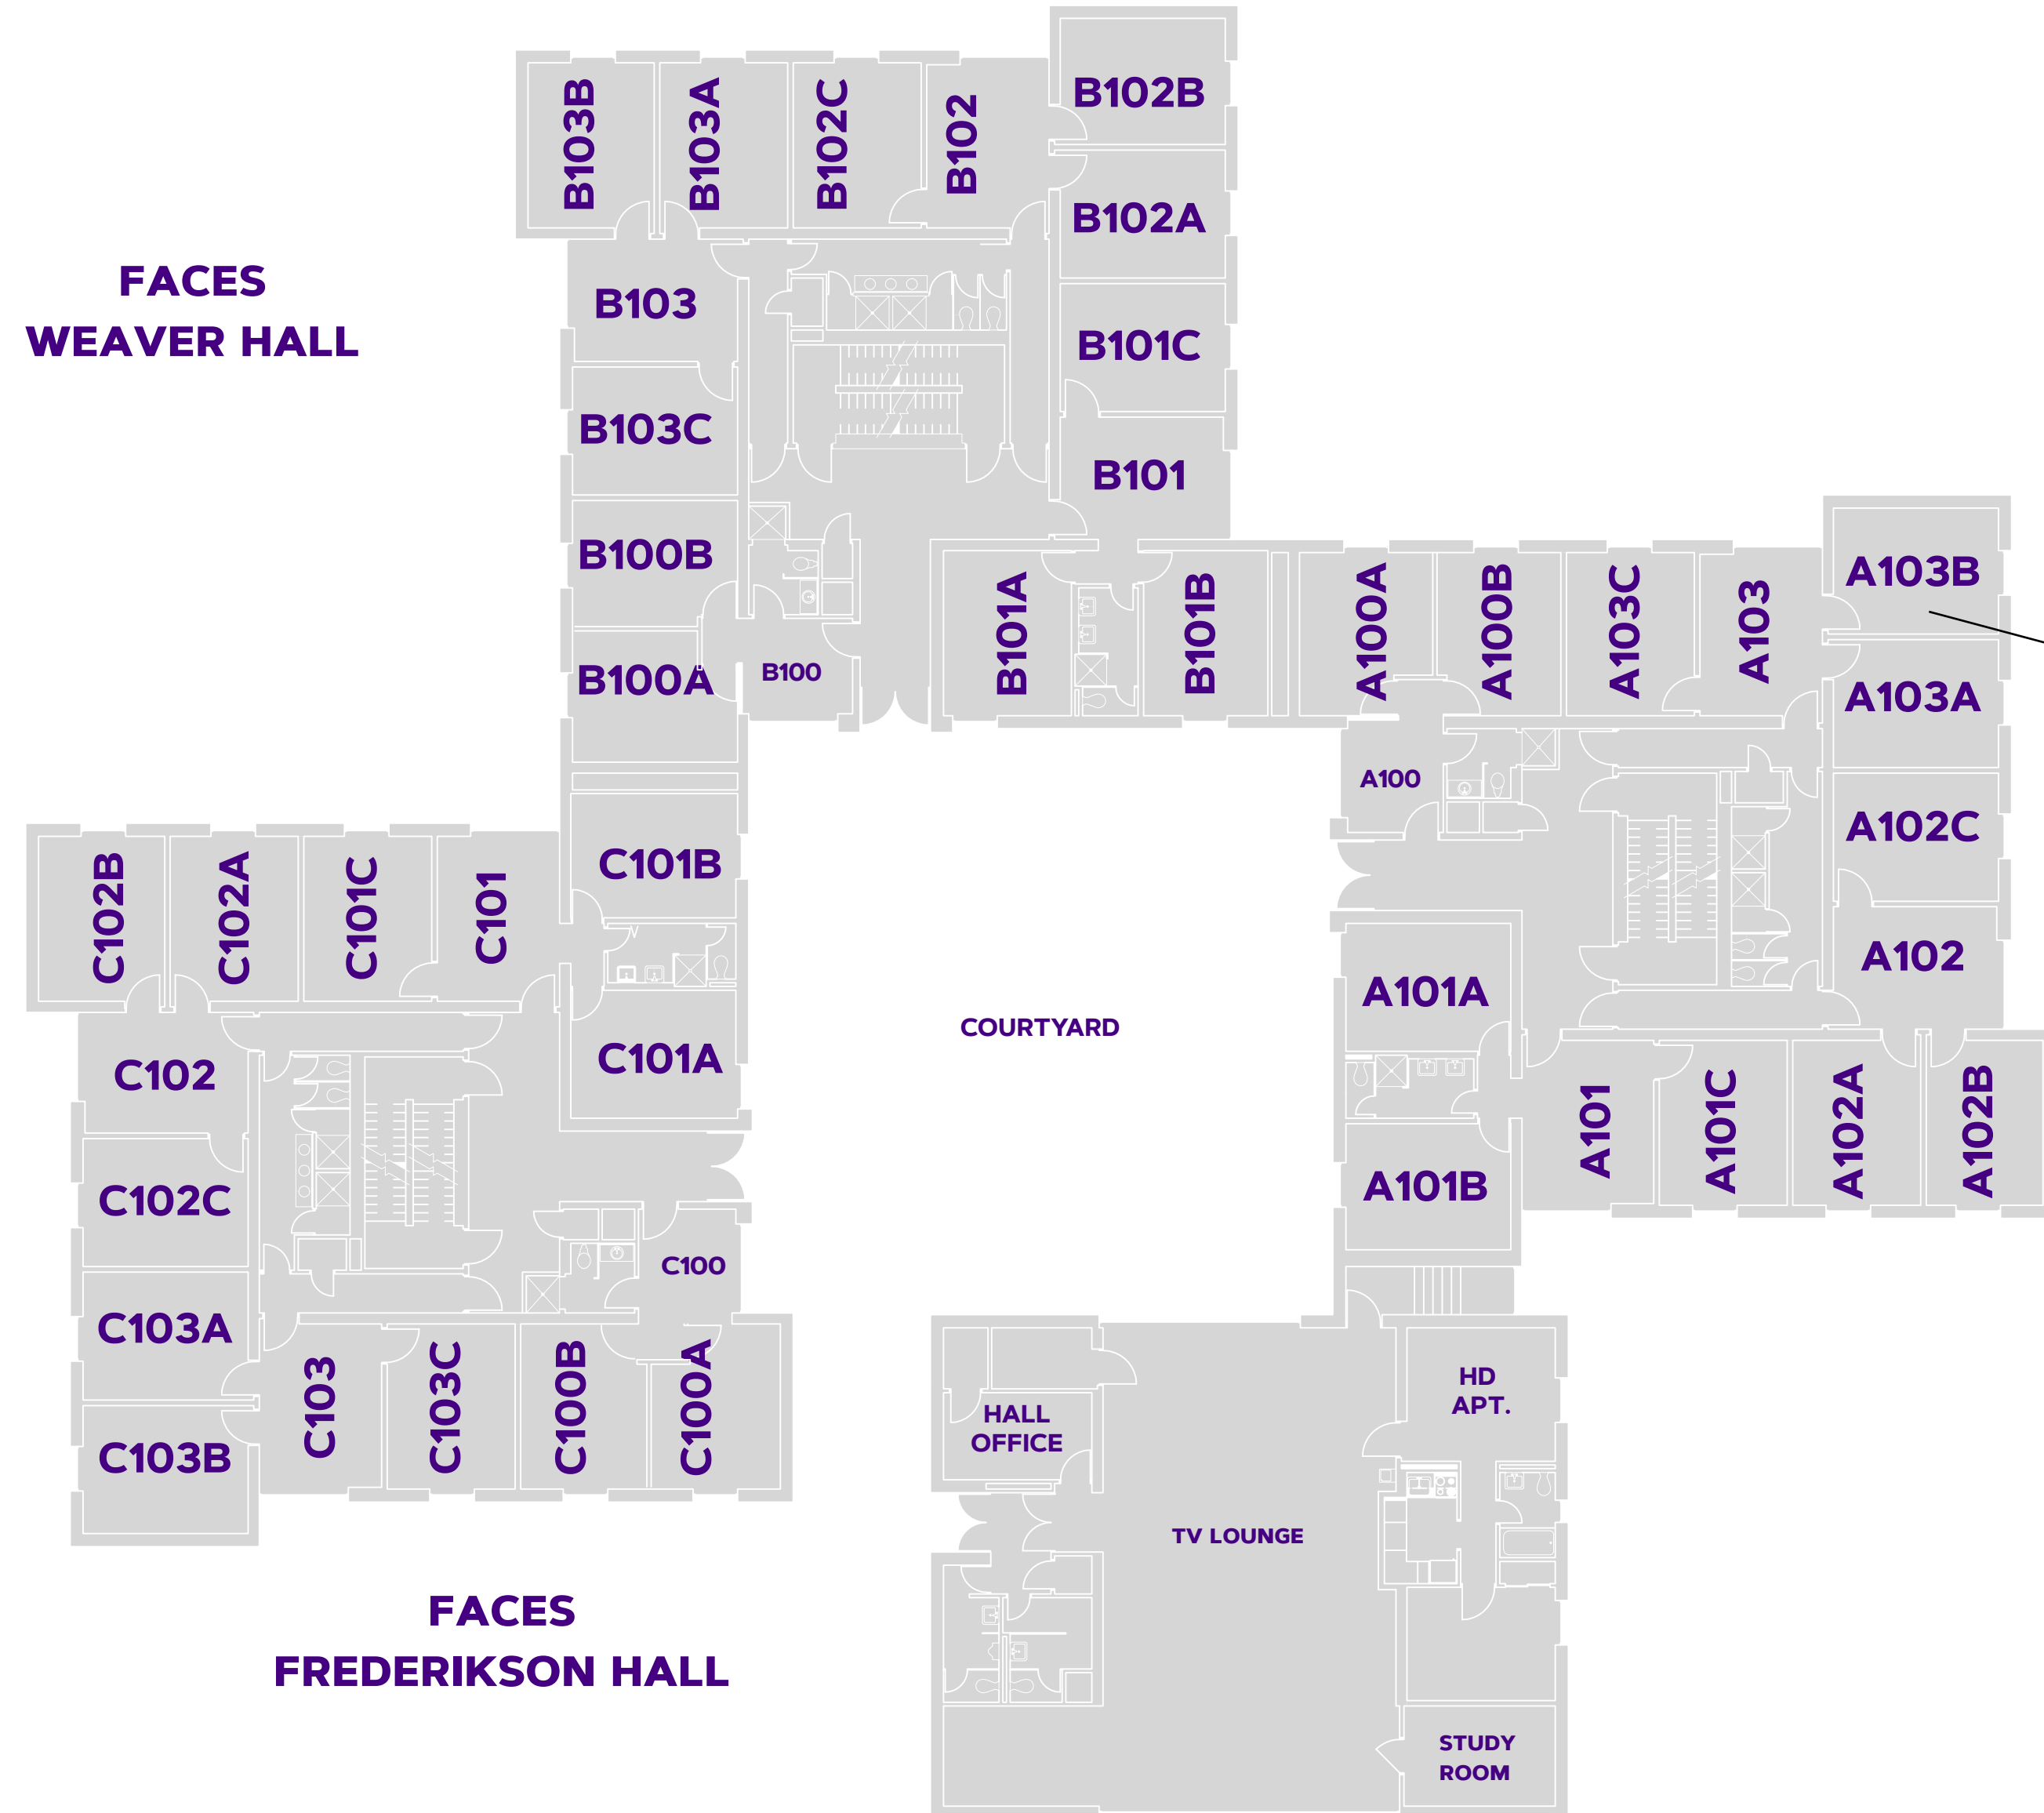 B102B
B103B
B103A
B102C
B102
B102A
FACES
WEAVER HALL
B103
B101C
B103C
B101
B100B
B100A
B100
B101A
B101B
A100A
A100B
A103C
A103
A103B
A103A
A100
A102C
C101B
C102B
C102A
C101C
C101
A102
A101A
COURTYARD
C101A
C102
A101
A101C
A102A
A102B
A101B
C102C
C100
C103A
C103
C103C
C100B
C100A
C103B
HD
APT.
HALL
OFFICE
TV LOUNGE
FACES
FREDERIKSON HALL
STUDY
ROOM